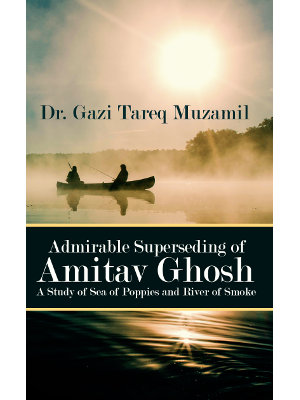 Dr. Gazi Tareq Muzamil
Admirable Superseding of
Amitav Ghosh
A Study of Sea of Poppies and River of Smoke